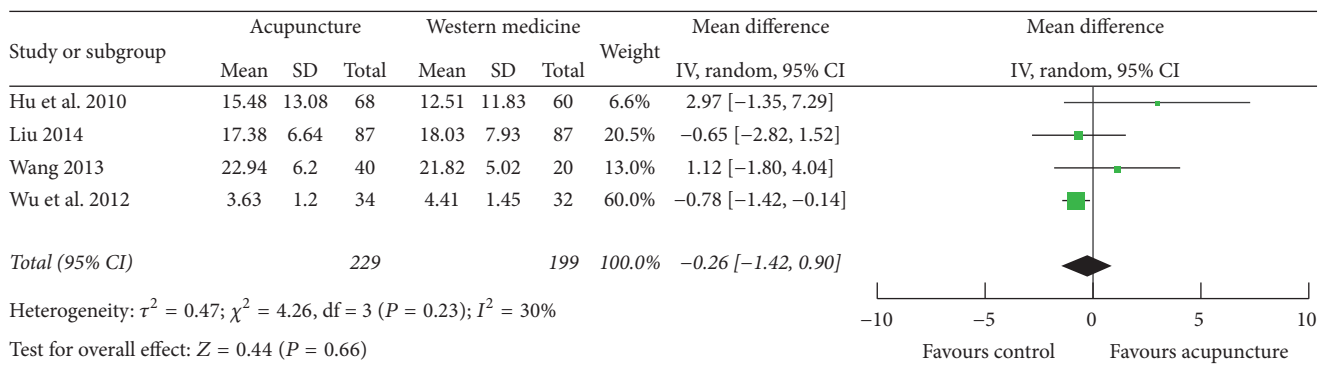 Study or subgroup Acupuncture Western medicine Weight Mean difference Mean difference
Mean SD Total Mean SD Total IV, random, 95% CI IV, random, 95% CI
Hu et al. 2010 15.48 13.08 68 12.51 11.83 60 6.6% 2.97 [−1.35, 7.29]
Liu 2014 17.38 6.64 87 18.03 7.93 87 20.5% −0.65 [−2.82, 1.52]
Wang 2013 22.94 6.2 40 21.82 5.02 20 13.0% 1.12 [−1.80, 4.04]
Wu et al. 2012 3.63 1.2 34 4.41 1.45 32 60.0% −0.78 [−1.42, −0.14]
Total (95% CI) 229 199 100.0% −0.26 [−1.42, 0.90]
Heterogeneity: τ² = 0.47; χ² = 4.26, df = 3 (P = 0.23); I² = 30%
−10 −5 0 5 10
Test for overall effect: Z = 0.44 (P = 0.66)
Favours control Favours acupuncture